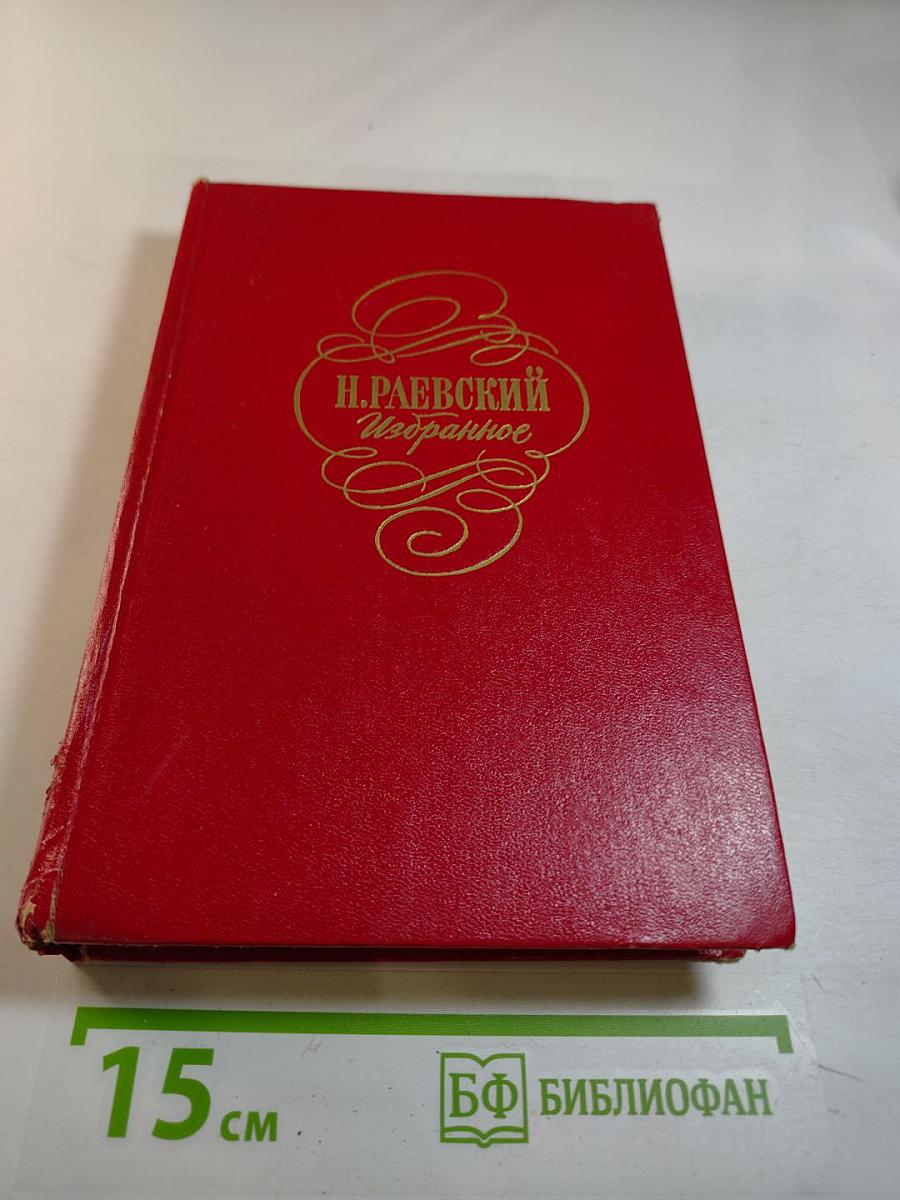 Н.РАЕВСКИЙ
Избранное
15 см
БФ БИБЛИОФАН